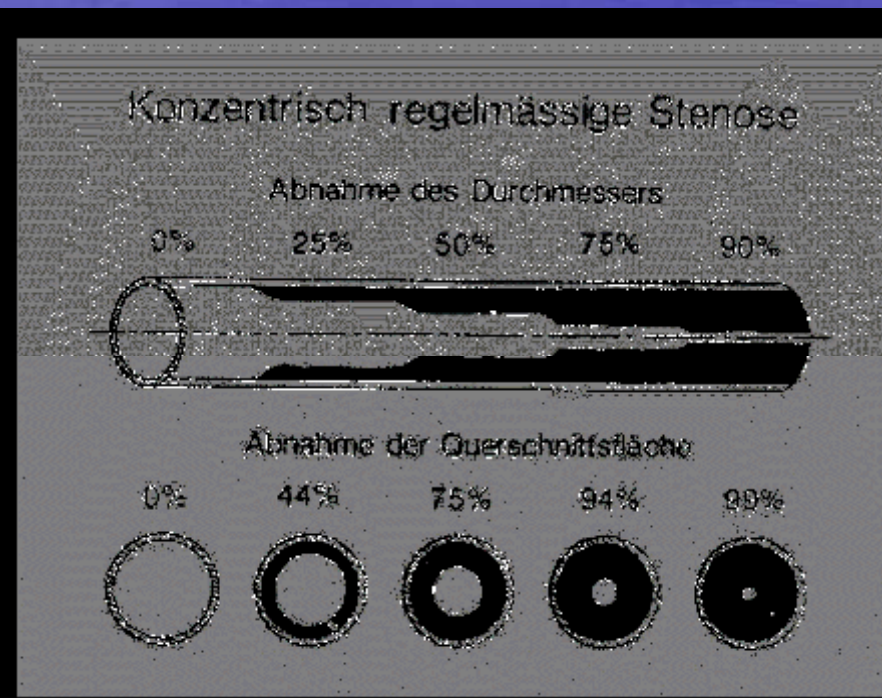 Konzentrisch regelmässige Stenose
Abnahme des Durchmessers
0% 25% 50% 75% 90%
Abnahme der Querschnittsfläche
0% 44% 75% 94% 99%